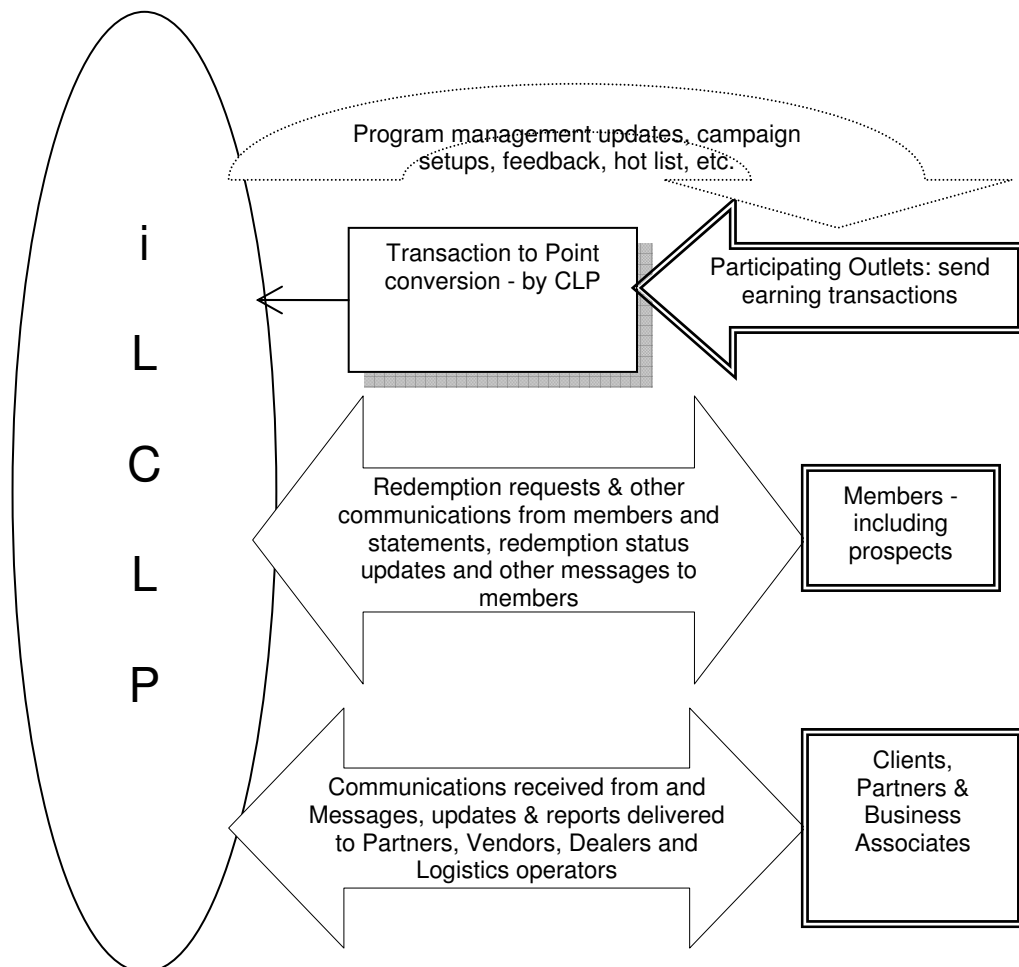 Program management updates, campaign
setups, feedback, hot list, etc.
i
L
C
L
P
Transaction to Point
conversion - by CLP
Participating Outlets: send
earning transactions
Redemption requests & other
communications from members and
statements, redemption status
updates and other messages to
members
Members -
including
prospects
Communications received from and
Messages, updates & reports delivered
to Partners, Vendors, Dealers and
Logistics operators
Clients,
Partners &
Business
Associates